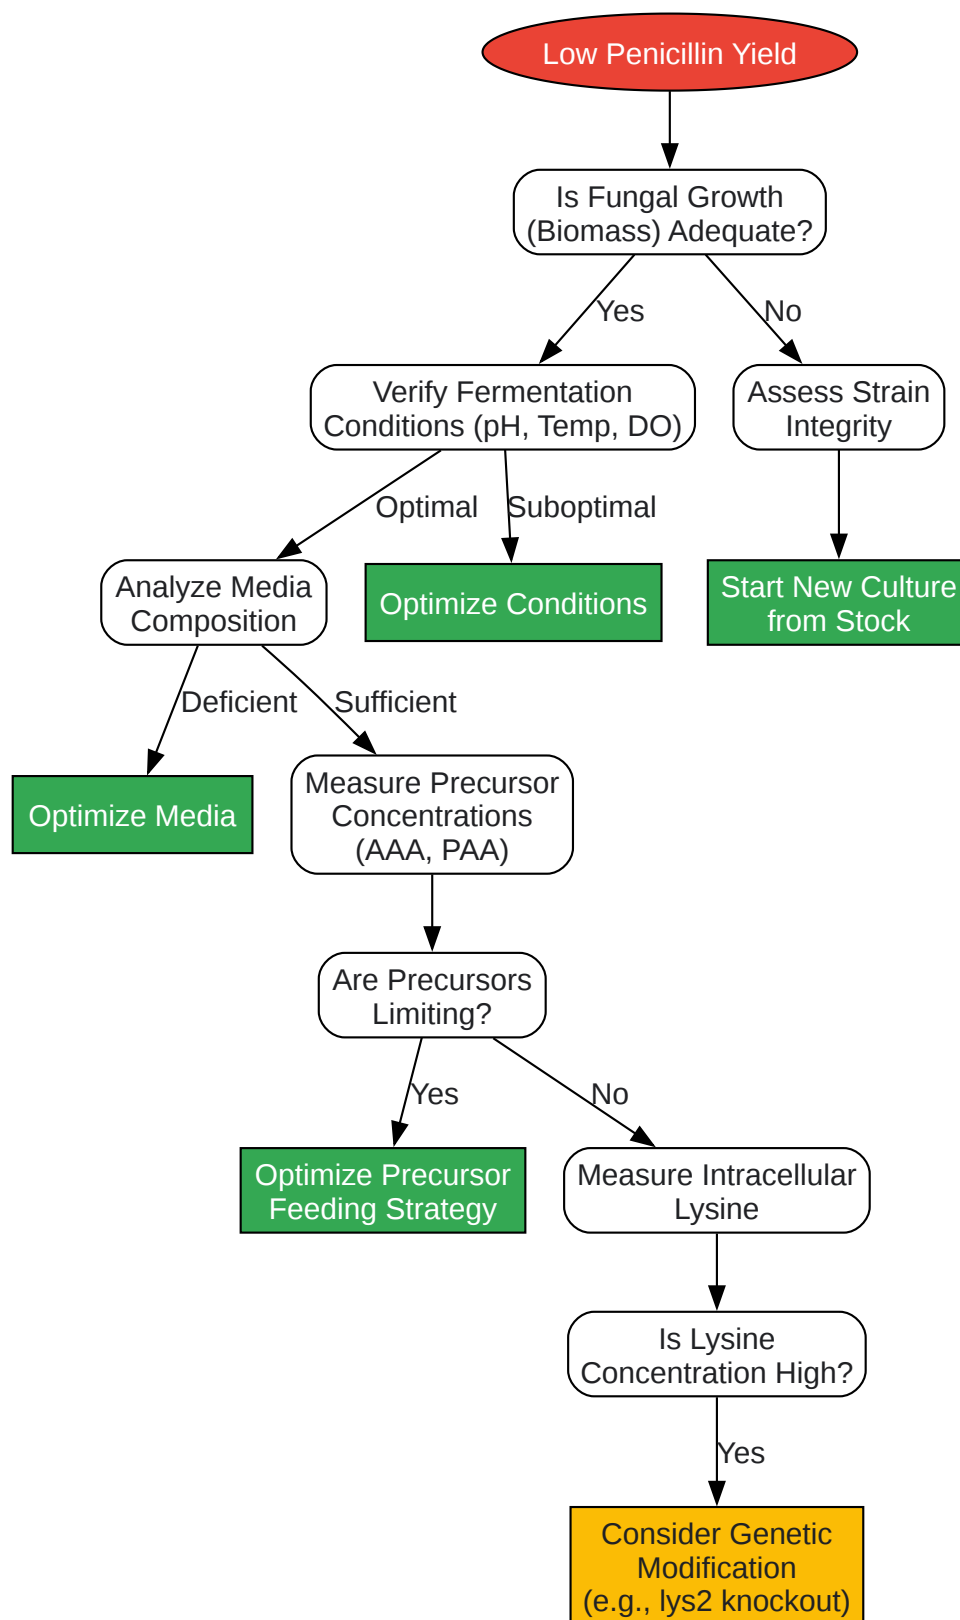 Low Penicillin Yield
Is Fungal Growth
(Biomass) Adequate?
Yes
No
Verify Fermentation
Conditions (pH, Temp, DO)
Assess Strain
Integrity
Optimal
Suboptimal
Analyze Media
Composition
Optimize Conditions
Start New Culture
from Stock
Deficient
Sufficient
Optimize Media
Measure Precursor
Concentrations
(AAA, PAA)
Are Precursors
Limiting?
Yes
No
Optimize Precursor
Feeding Strategy
Measure Intracellular
Lysine
Is Lysine
Concentration High?
Yes
Consider Genetic
Modification
(e.g., lys2 knockout)